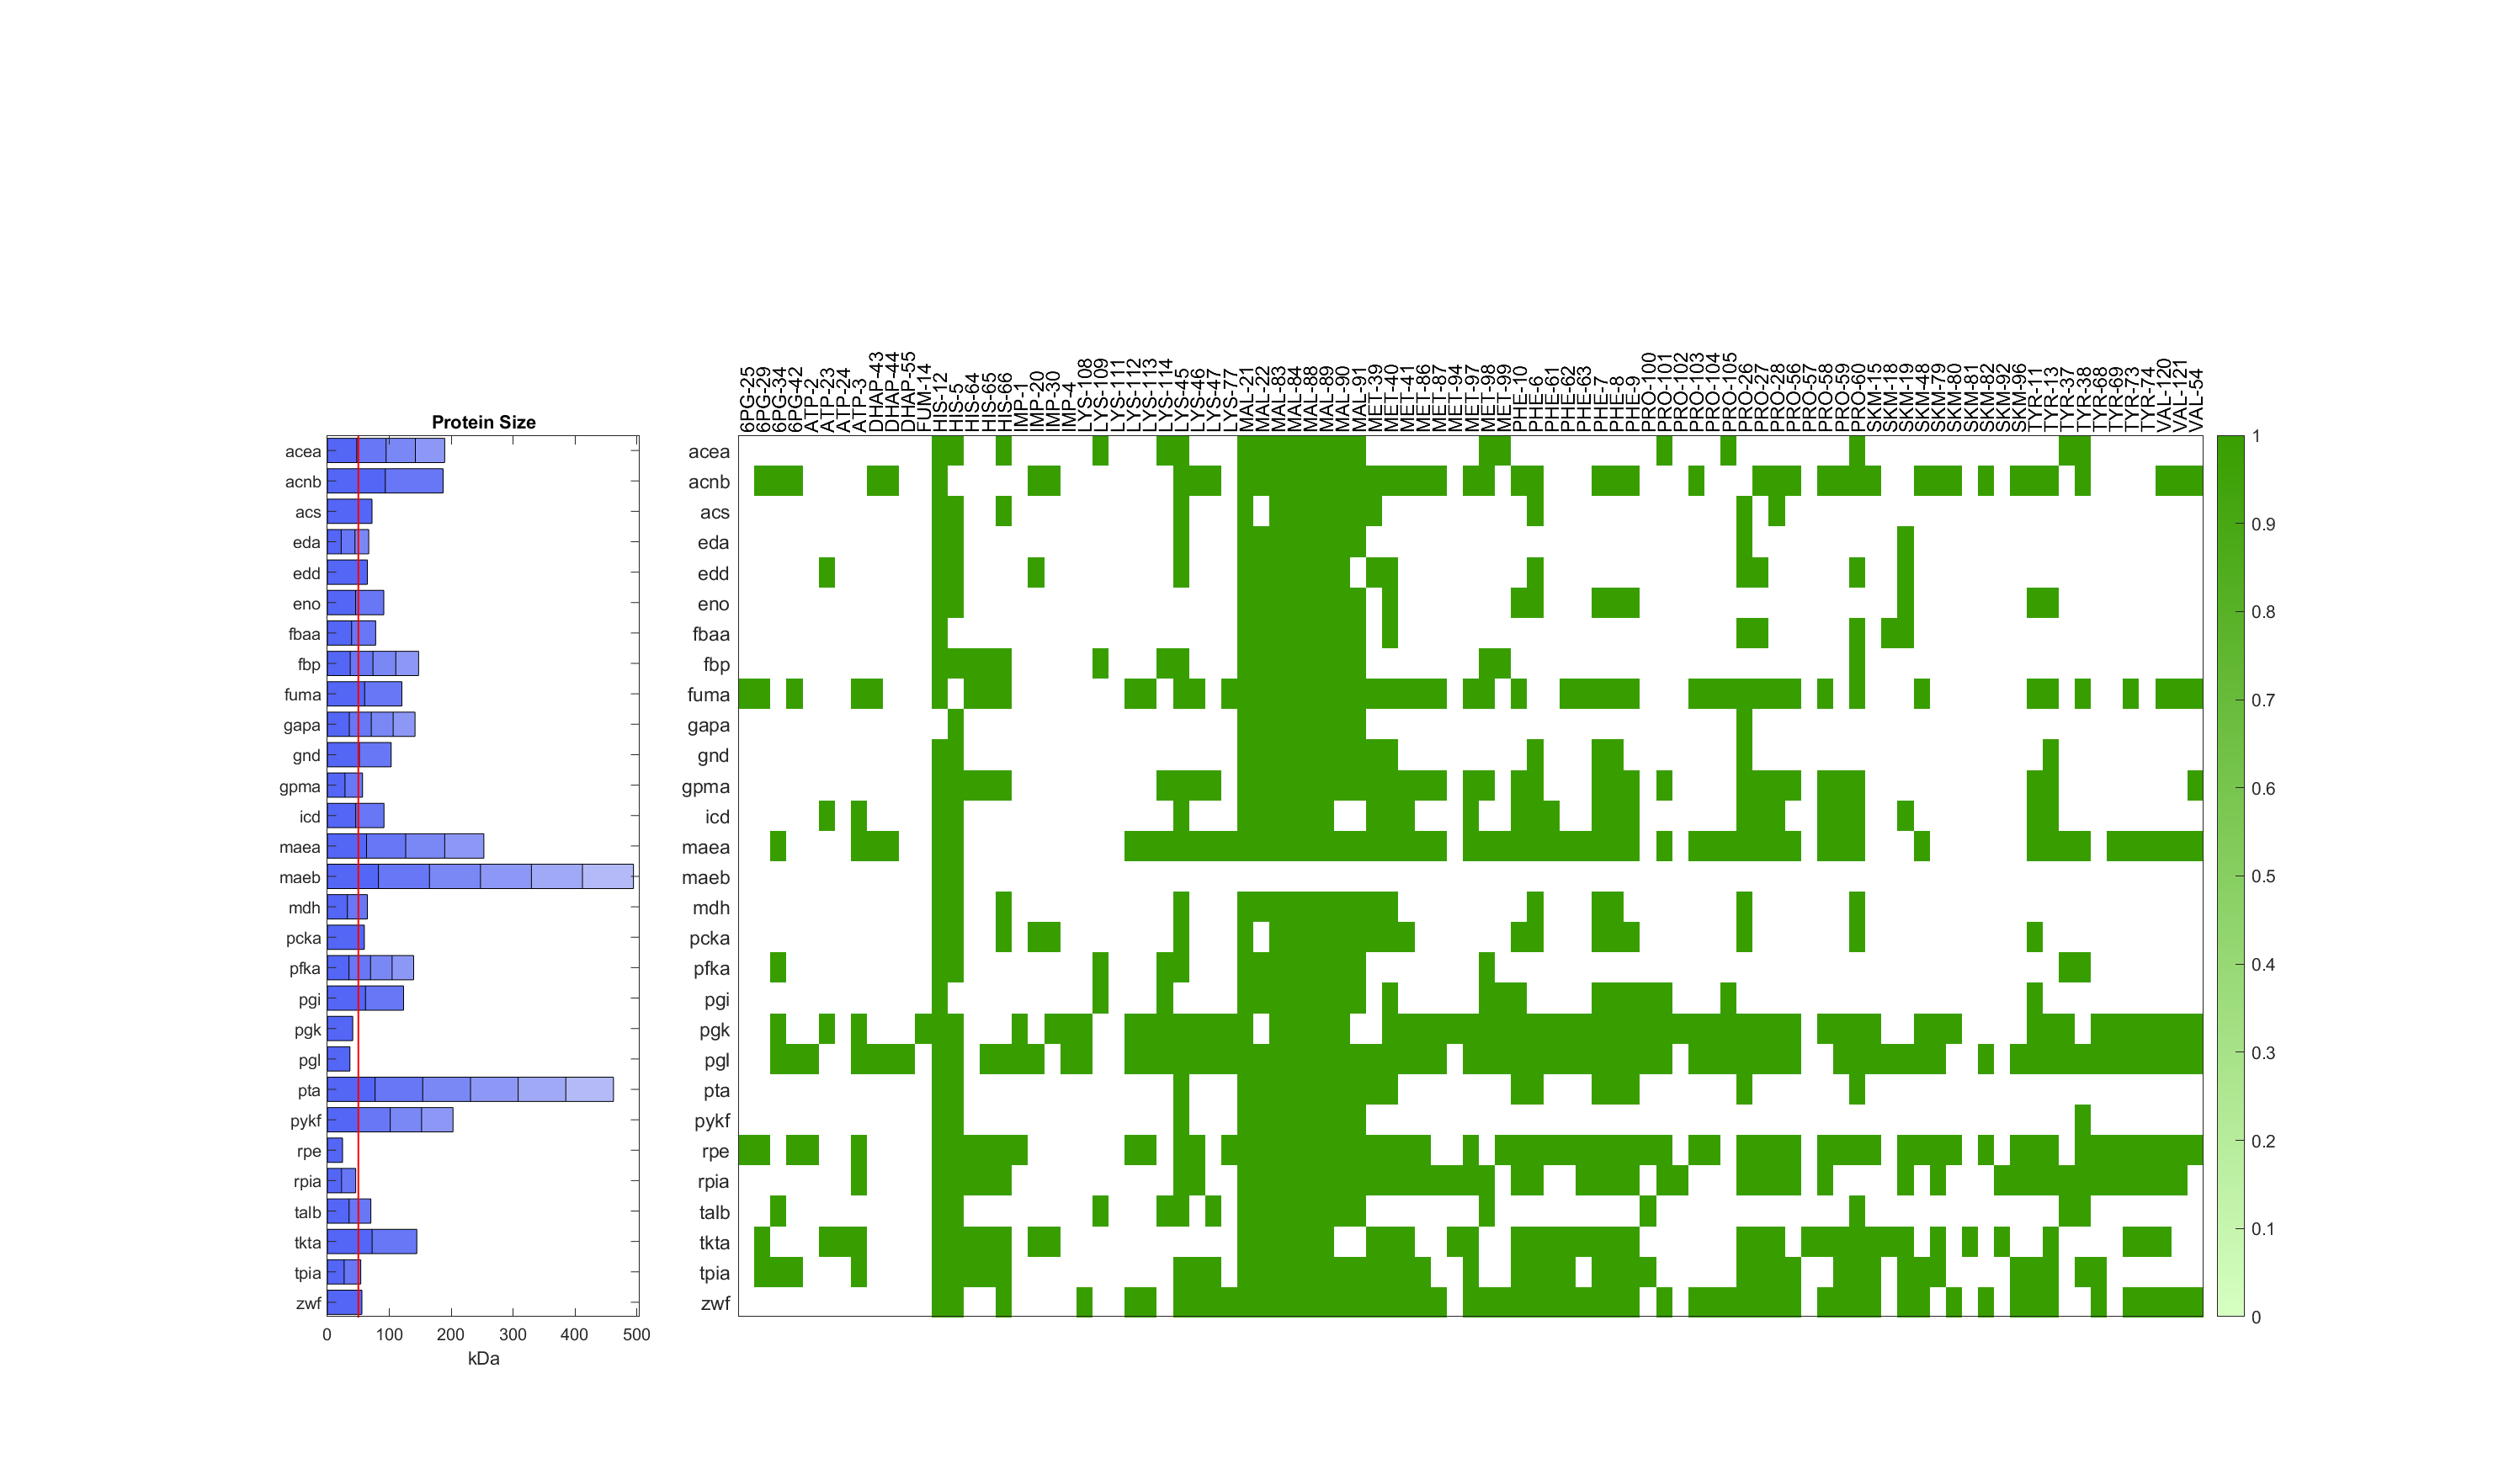 6PG-25
6PG-29
6PG-34
6PG-42
ATP-2
ATP-23
ATP-24
ATP-3
DHAP-43
DHAP-44
DHAP-55
FUM-14
HIS-12
HIS-5
HIS-64
HIS-65
HIS-66
IMP-1
IMP-20
IMP-30
IMP-4
LYS-108
LYS-109
LYS-111
LYS-112
LYS-113
LYS-114
LYS-45
LYS-46
LYS-47
LYS-77
MAL-21
MAL-22
MAL-83
MAL-84
MAL-88
MAL-89
MAL-90
MAL-91
MET-39
MET-40
MET-41
MET-86
MET-87
MET-94
MET-97
MET-98
MET-99
PHE-10
PHE-6
PHE-61
PHE-62
PHE-63
PHE-7
PHE-8
PHE-9
PRO-100
PRO-101
PRO-102
PRO-103
PRO-104
PRO-105
PRO-26
PRO-27
PRO-28
PRO-56
PRO-57
PRO-58
PRO-59
PRO-60
SKM-15
SKM-18
SKM-19
SKM-48
SKM-79
SKM-80
SKM-81
SKM-82
SKM-92
SKM-96
TYR-11
TYR-13
TYR-37
TYR-38
TYR-68
TYR-69
TYR-73
TYR-74
VAL-120
VAL-121
VAL-54
Protein Size
acea
acnb
acs
eda
edd
eno
fbaa
fbp
fuma
gapa
gnd
gpma
icd
maea
maeb
mdh
pcka
pfka
pgi
pgk
pgl
pta
pykf
rpe
rpia
talb
tkta
tpia
zwf
0 100 200 300 400 500
kDa
acea
acnb
acs
eda
edd
eno
fbaa
fbp
fuma
gapa
gnd
gpma
icd
maea
maeb
mdh
pcka
pfka
pgi
pgk
pgl
pta
pykf
rpe
rpia
talb
tkta
tpia
zwf
1
0.9
0.8
0.7
0.6
0.5
0.4
0.3
0.2
0.1
0